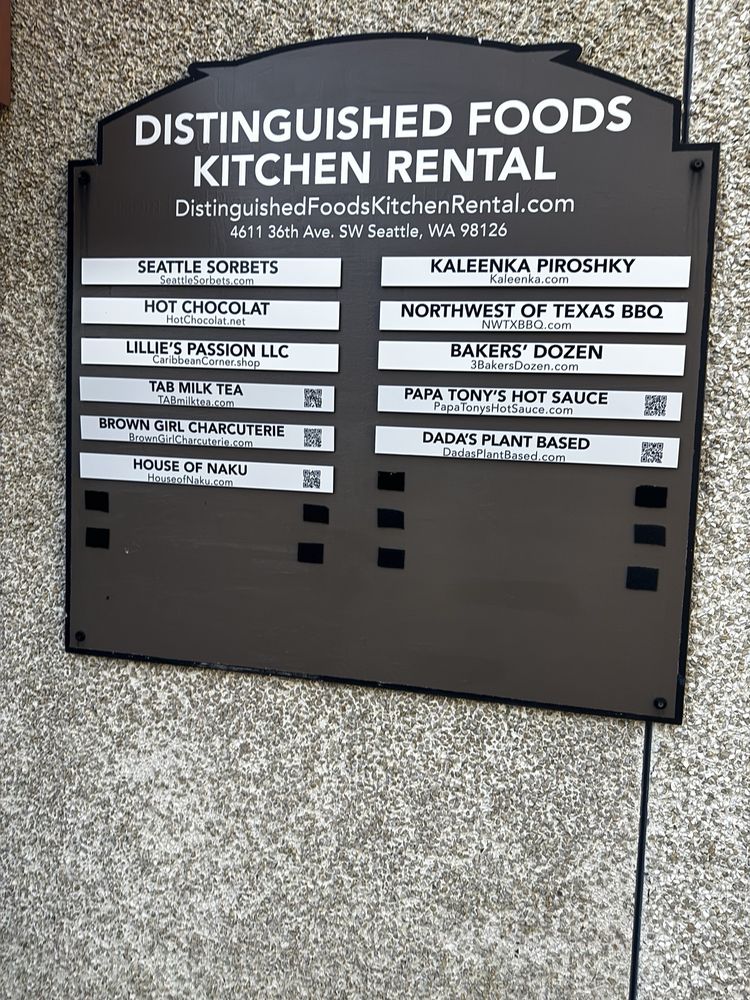 DISTINGUISHED FOODS
KITCHEN RENTAL
DistinguishedFoodsKitchenRental.com
4611 36th Ave. SW Seattle, WA 98126
SEATTLE SORBETS
SeattleSorbets.com
HOT CHOCOLAT
HotChocolat.net
LILLIE'S PASSION LLC
CaribbeanCorner.shop
TAB MILK TEA
TABmilktea.com
BROWN GIRL CHARCUTERIE
BrownGirlCharcuterie.com
HOUSE OF NAKU
HouseofNaku.com
KALEENKA PIROSHKY
Kaleenka.com
NORTHWEST OF TEXAS BBQ
NWTXBBQ.com
BAKERS' DOZEN
3BakersDozen.com
PAPA TONY'S HOT SAUCE
PapaTonysHotSauce.com
DADA'S PLANT BASED
DadasPlantBased.com